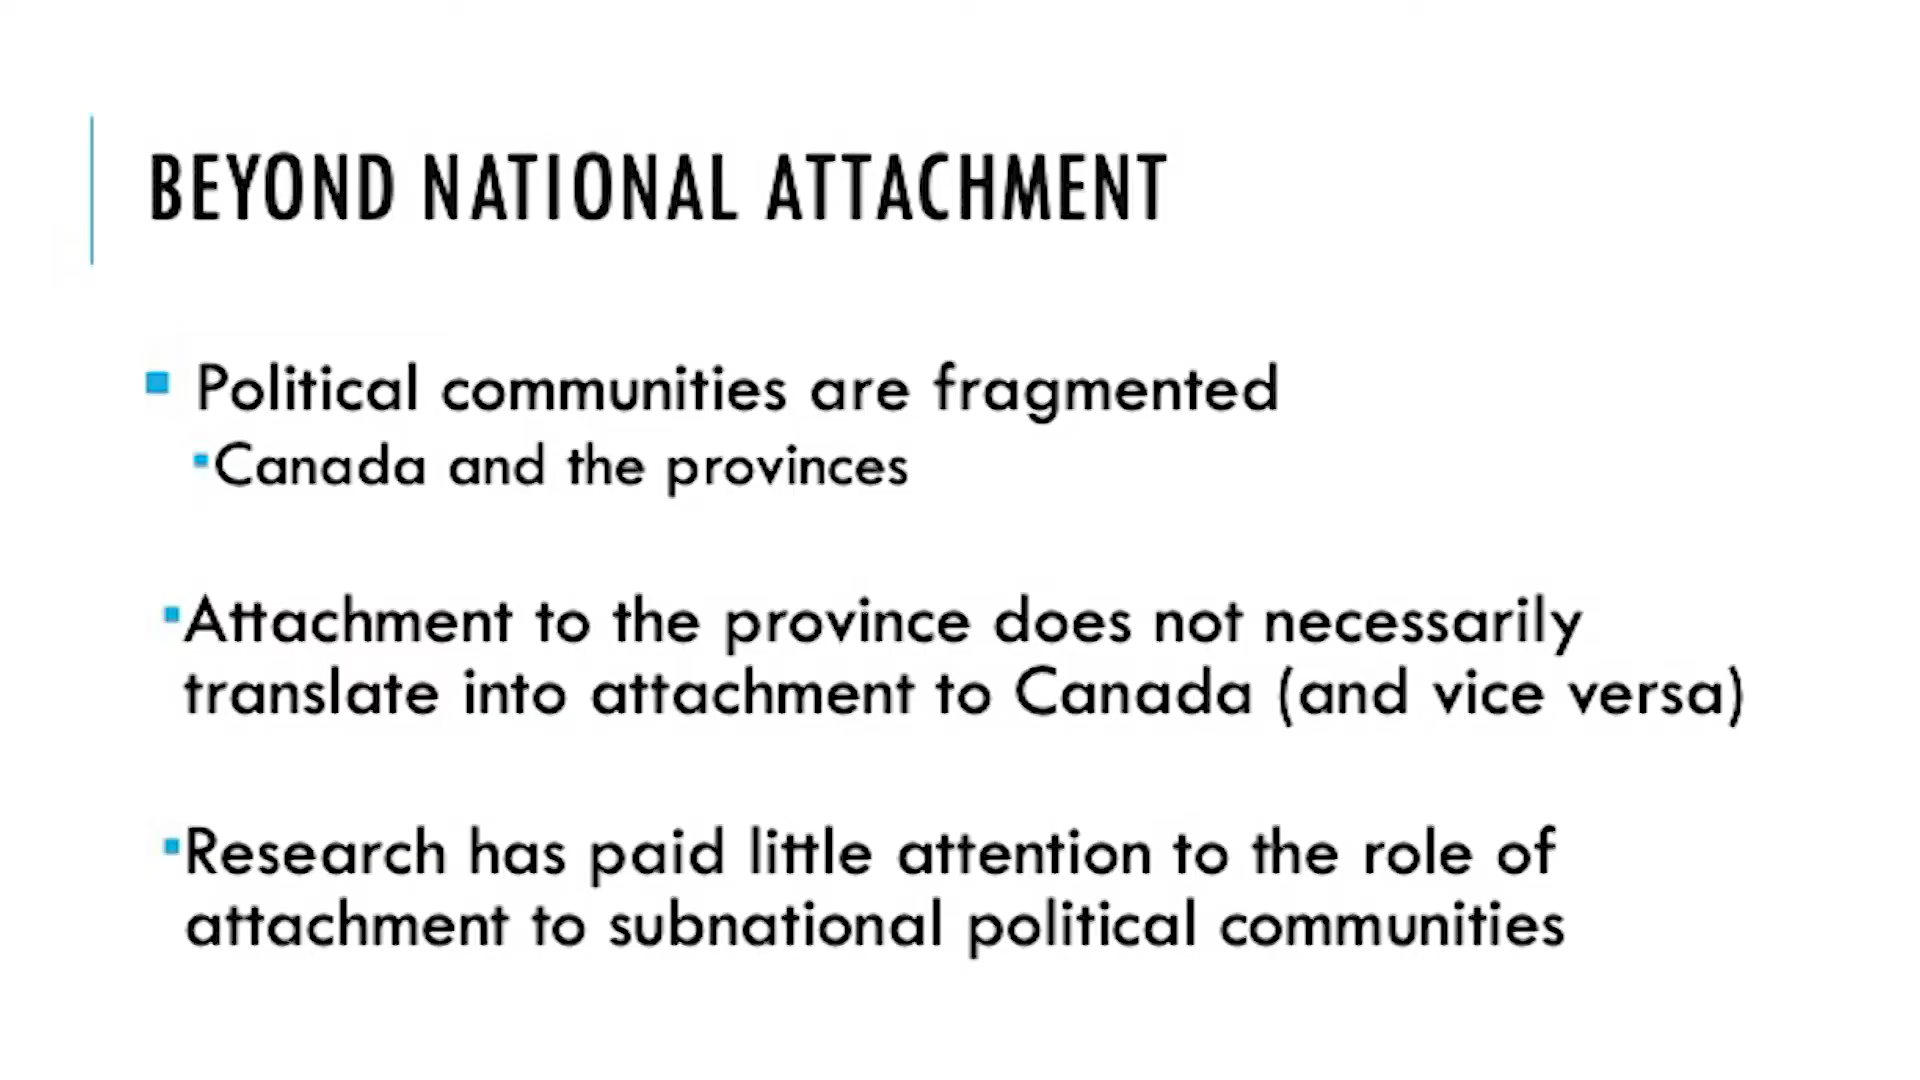 BEYOND NATIONAL ATTACHMENT
Political communities are fragmented
Canada and the provinces
Attachment to the province does not necessarily
translate into attachment to Canada (and vice versa)
Research has paid little attention to the role of
attachment to subnational political communities